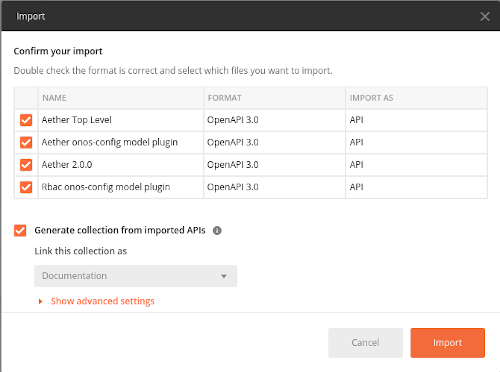 Import
Confirm your import
Double check the format is correct and select which files you want to import.
NAME FORMAT IMPORT AS
Aether Top Level OpenAPI 3.0 API
Aether onos-config model plugin OpenAPI 3.0 API
Aether 2.0.0 OpenAPI 3.0 API
Rbac onos-config model plugin OpenAPI 3.0 API
Generate collection from imported APIs
Link this collection as
Documentation
Show advanced settings
Cancel Import